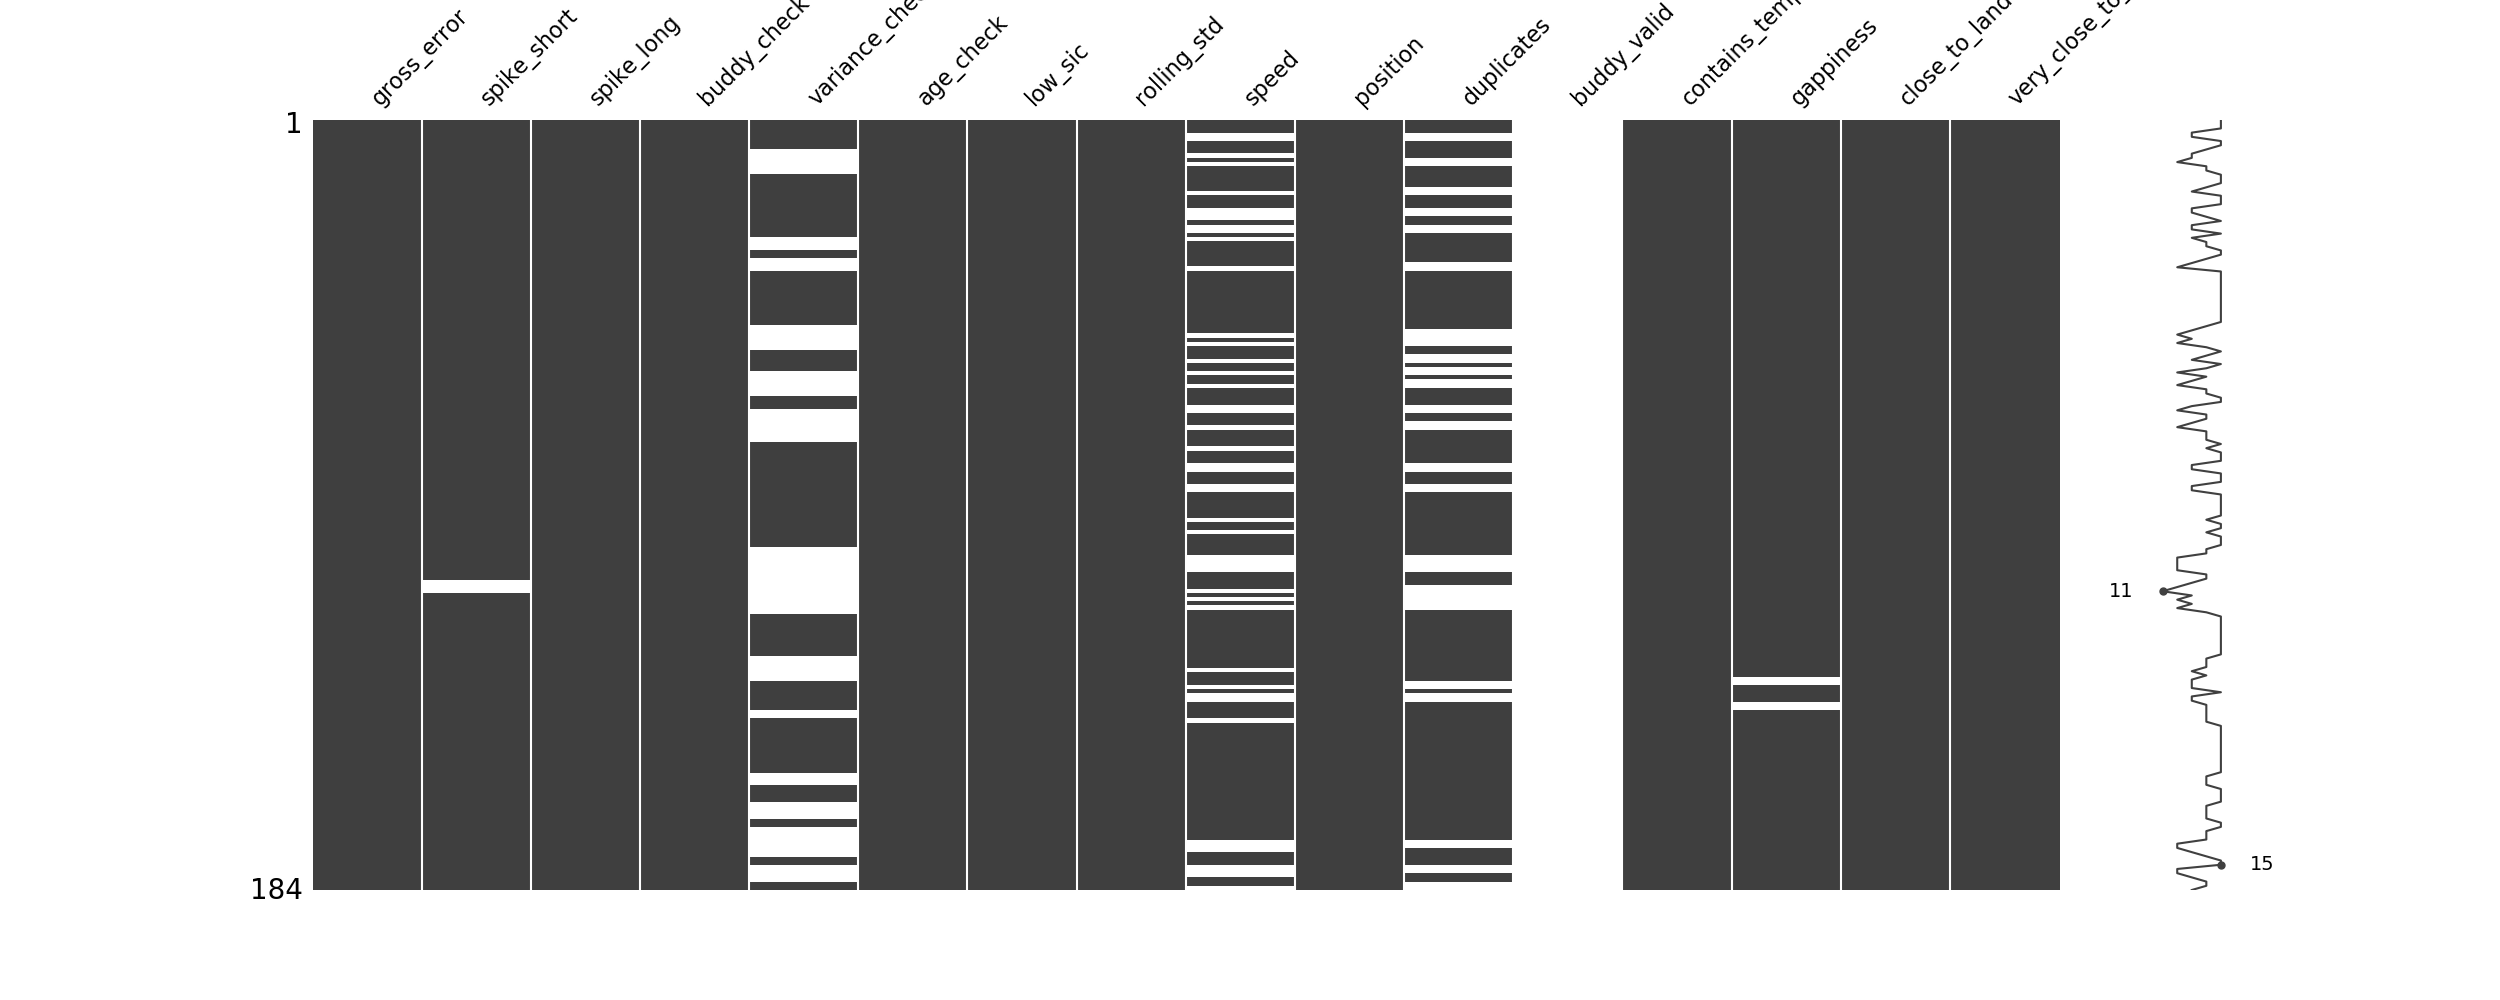 gross_error
spike_short
spike_long
buddy_check
age_check
low_sic
rolling_std
speed
position
duplicates
buddy_valid
gappiness
close_to_land
1
184
11
15